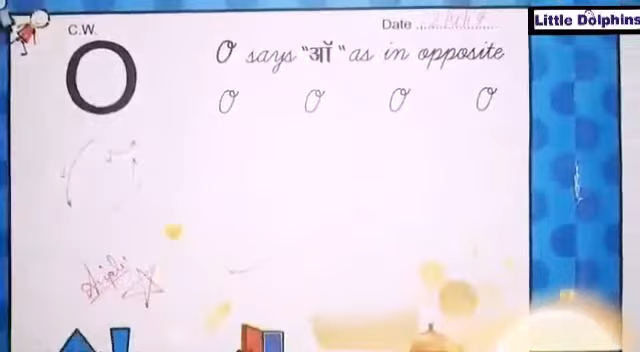 Little Dolphins
C.W.
Date
O
O says "ऑ" as in opposite
O O O O